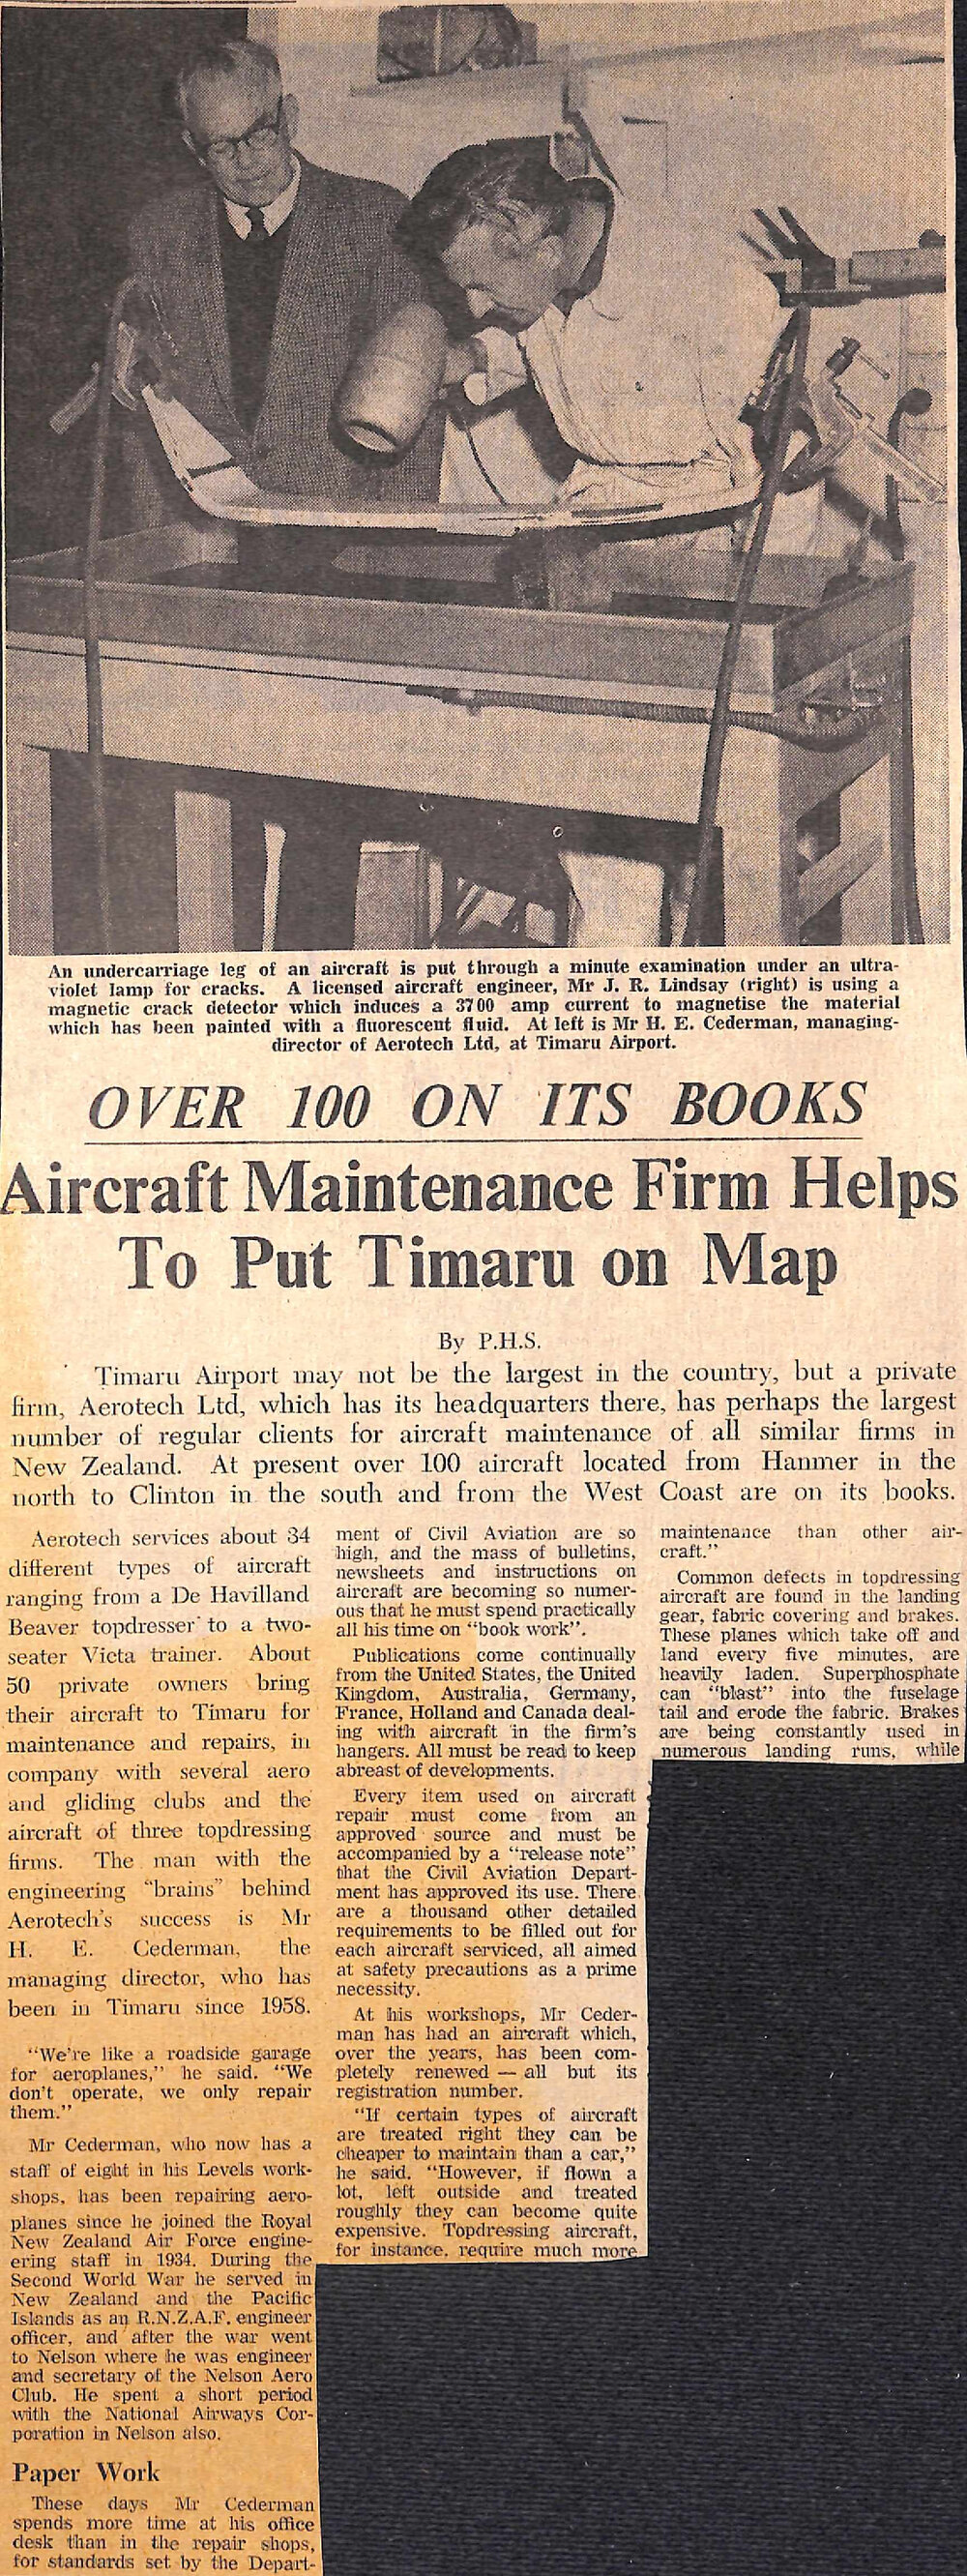 An undercarriage leg of an aircraft is put through a minute examination under an ultra-
violet lamp for cracks. A licensed aircraft engineer, Mr J. R. Lindsay (right) is using a
magnetic crack detector which induces a 3700 amp current to magnetise the material
which has been painted with a fluorescent fluid. At left is Mr H. E. Cederman, managing-
director of Aerotech Ltd, at Timaru Airport.
OVER 100 ON ITS BOOKS
Aircraft Maintenance Firm Helps
To Put Timaru on Map
By P.H.S.
Timaru Airport may not be the largest in the country, but a private
firm, Aerotech Ltd, which has its headquarters there, has perhaps the largest
number of regular clients for aircraft maintenance of all similar firms in
New Zealand. At present over 100 aircraft located from Hanmer in the
north to Clinton in the south and from the West Coast are on its books.
Aerotech services about 34
different types of aircraft
ranging from a De Havilland
Beaver topdresser to a two-
seater Victa trainer. About
50 private owners bring
their aircraft to Timaru for
maintenance and repairs, in
company with several aero
and gliding clubs and the
aircraft of three topdressing
firms. The man with the
engineering "brains" behind
Aerotech's success is Mr
H. E. Cederman, the
managing director, who has
been in Timaru since 1958.
"We're like a roadside garage
for aeroplanes," he said. "We
don't operate, we only repair
them."
Mr Cederman, who now has a
staff of eight in his Levels work-
shops, has been repairing aero-
planes since he joined the Royal
New Zealand Air Force engine-
ering staff in 1934. During the
Second World War he served in
New Zealand and the Pacific
Islands as an R.N.Z.A.F. engineer
officer, and after the war went
to Nelson where he was engineer
and secretary of the Nelson Aero
Club. He spent a short period
with the National Airways Cor-
poration in Nelson also.
Paper Work
These days Mr Cederman
spends more time at his office
desk than in the repair shops,
for standards set by the Depart-
ment of Civil Aviation are so
high, and the mass of bulletins,
newsheets and instructions on
aircraft are becoming so numer-
ous that he must spend practically
all his time on "book work".
Publications come continually
from the United States, the United
Kingdom, Australia, Germany,
France, Holland and Canada deal-
ing with aircraft in the firm's
hangers. All must be read to keep
abreast of developments.
Every item used on aircraft
repair must come from an
approved source and must be
accompanied by a "release note"
that the Civil Aviation Depart-
ment has approved its use. There
are a thousand other detailed
requirements to be filled out for
each aircraft serviced, all aimed
at safety precautions as a prime
necessity.
At his workshops, Mr Ceder-
man has had an aircraft which,
over the years, has been com-
pletely renewed — all but its
registration number.
"If certain types of aircraft
are treated right they can be
cheaper to maintain than a car,"
he said. "However, if flown a
lot, left outside and treated
roughly they can become quite
expensive. Topdressing aircraft,
for instance, require much more
maintenance than other air-
craft."
Common defects in topdressing
aircraft are found in the landing
gear, fabric covering and brakes.
These planes which take off and
land every five minutes, are
heavily laden. Superphosphate
can "blast" into the fuselage
tail and erode the fabric. Brakes
are being constantly used in
numerous landing runs, while